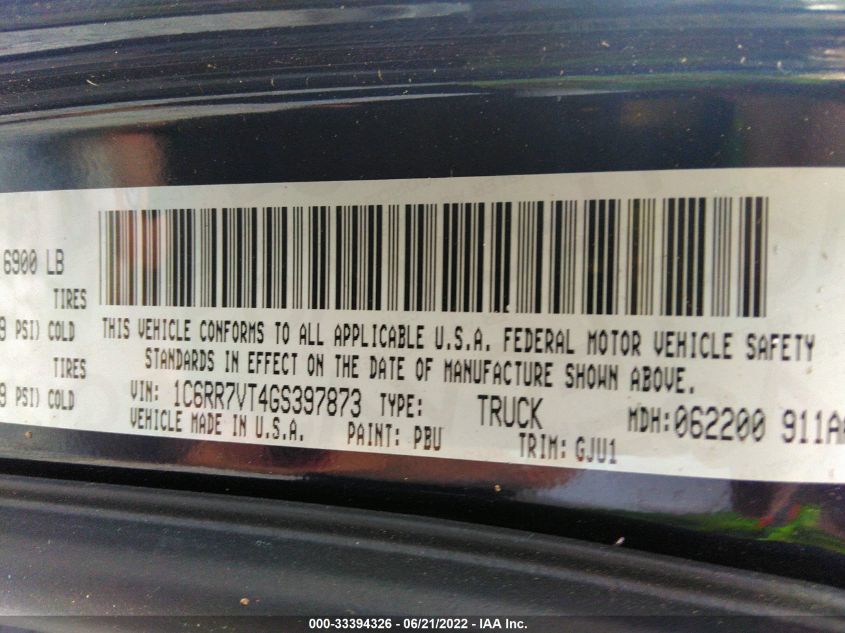 6900 LB
TIRES
PSI) COLD
TIRES
PSI) COLD
THIS VEHICLE CONFORMS TO ALL APPLICABLE U.S.A. FEDERAL MOTOR VEHICLE SAFETY
STANDARDS IN EFFECT ON THE DATE OF MANUFACTURE SHOWN ABOVE.
VIN: 1C6RR7VT4GS397873 TYPE: TRUCK MDH:062200
VEHICLE MADE IN U.S.A. PAINT: PBU TRIM: GJU1
000-33394326 - 06/21/2022 - IAA Inc.